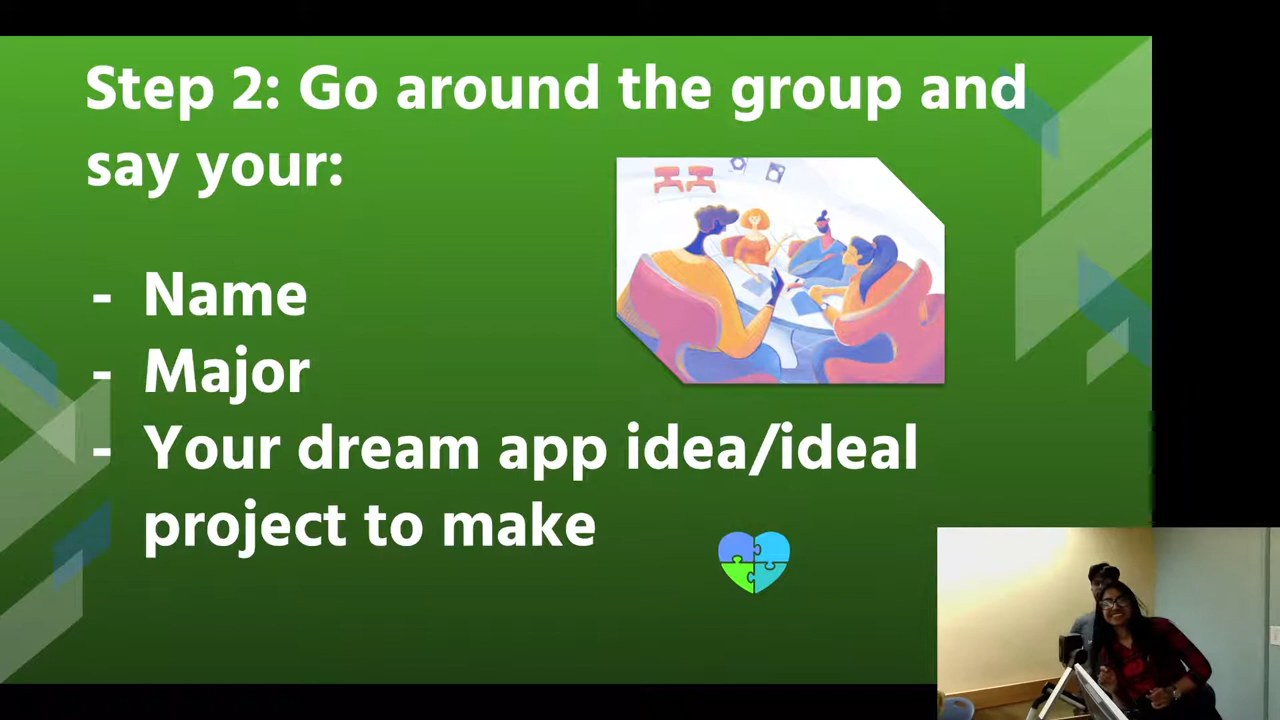 Step 2: Go around the group and
say your:
- Name
- Major
- Your dream app idea/ideal
project to make